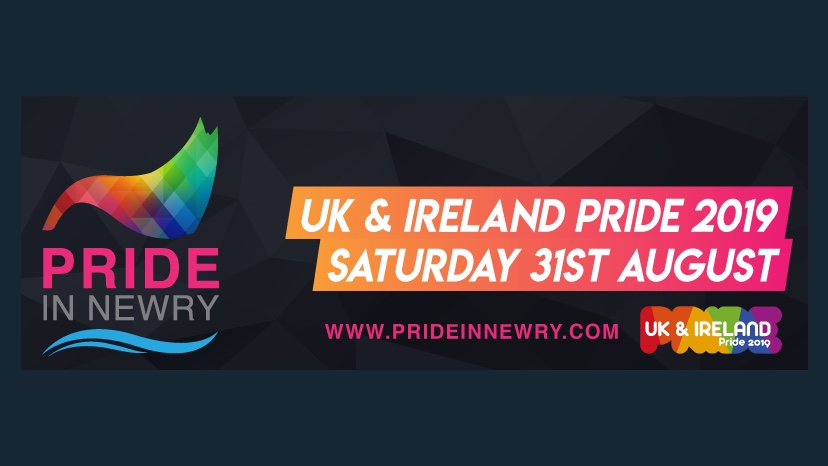 PRIDE
IN NEWRY
UK & IRELAND PRIDE 2019
SATURDAY 31ST AUGUST
WWW.PRIDEINNEWRY.COM
UK & IRELAND
Pride 2019